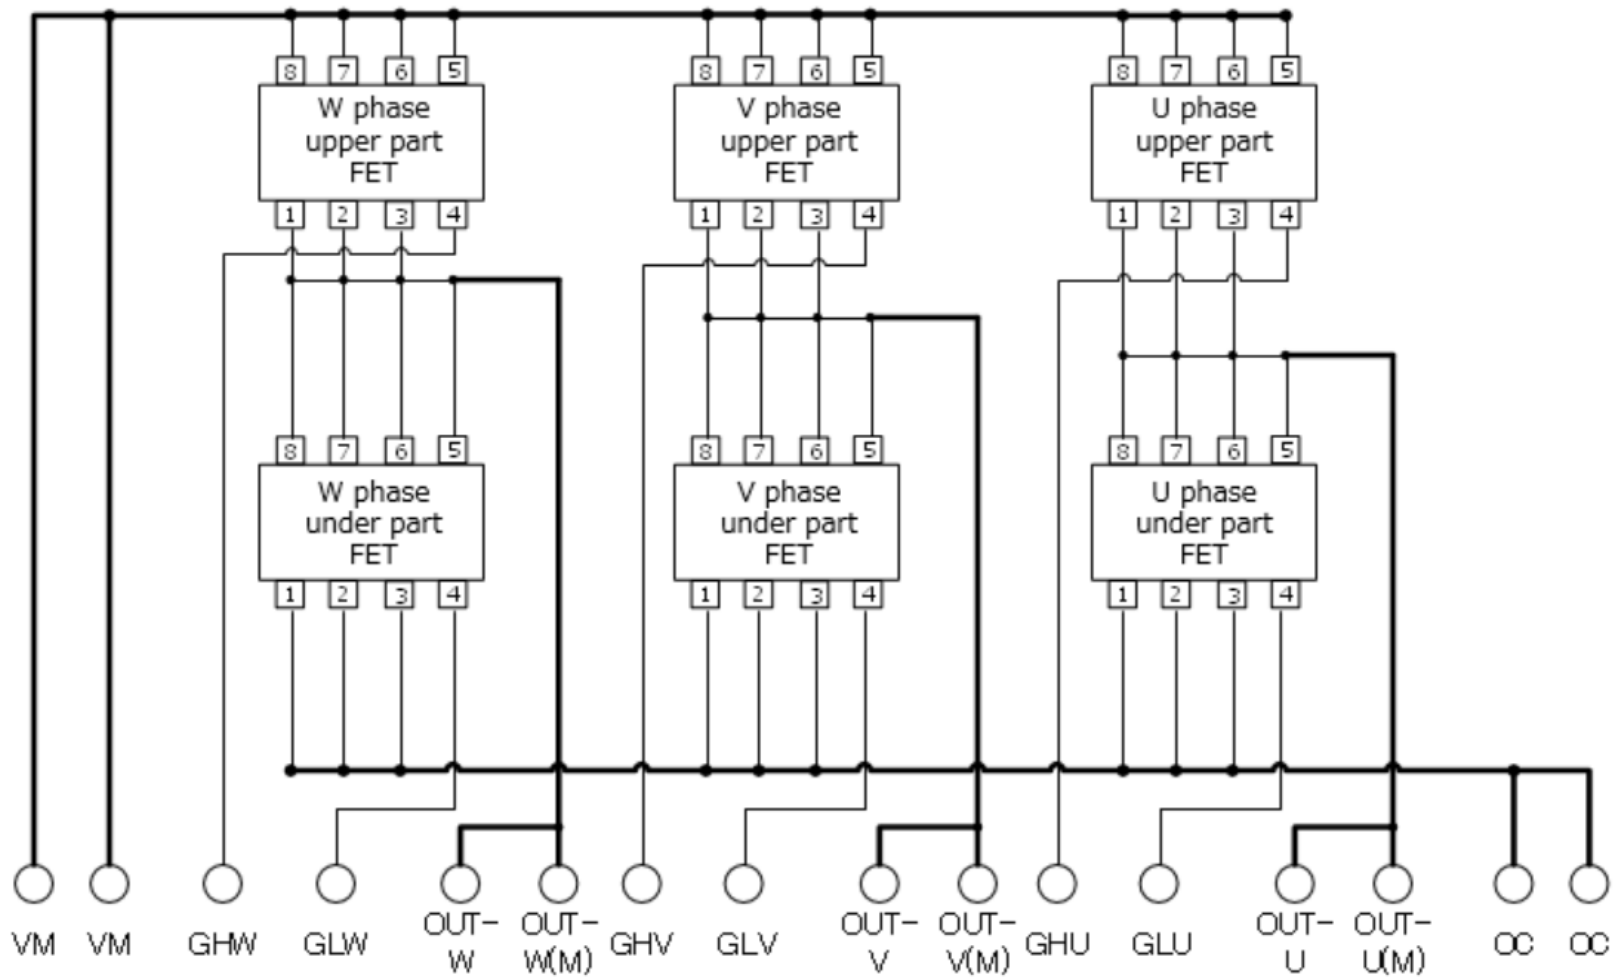 8 7 6 5
W phase
upper part
FET
1 2 3 4
8 7 6 5
V phase
upper part
FET
1 2 3 4
8 7 6 5
U phase
upper part
FET
1 2 3 4
8 7 6 5
W phase
under part
FET
1 2 3 4
8 7 6 5
V phase
under part
FET
1 2 3 4
8 7 6 5
U phase
under part
FET
1 2 3 4
VM
VM
GHW
GLW
OUT-
W
OUT-
W(M)
GHV
GLV
OUT-
V
OUT-
V(M)
GHU
GLU
OUT-
U
OUT-
U(M)
OC
OC